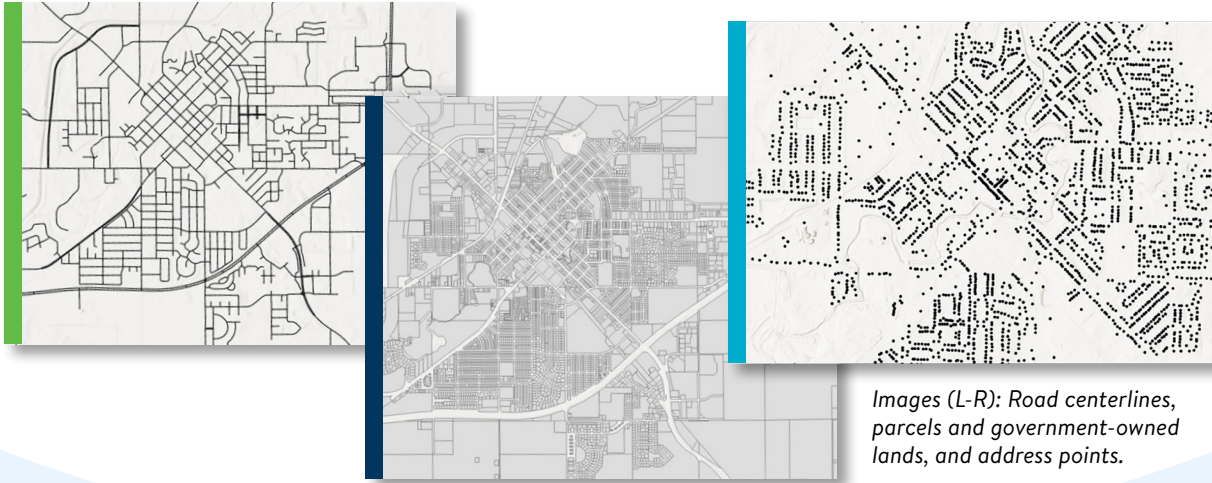 Images (L-R): Road centerlines,
parcels and government-owned
lands, and address points.